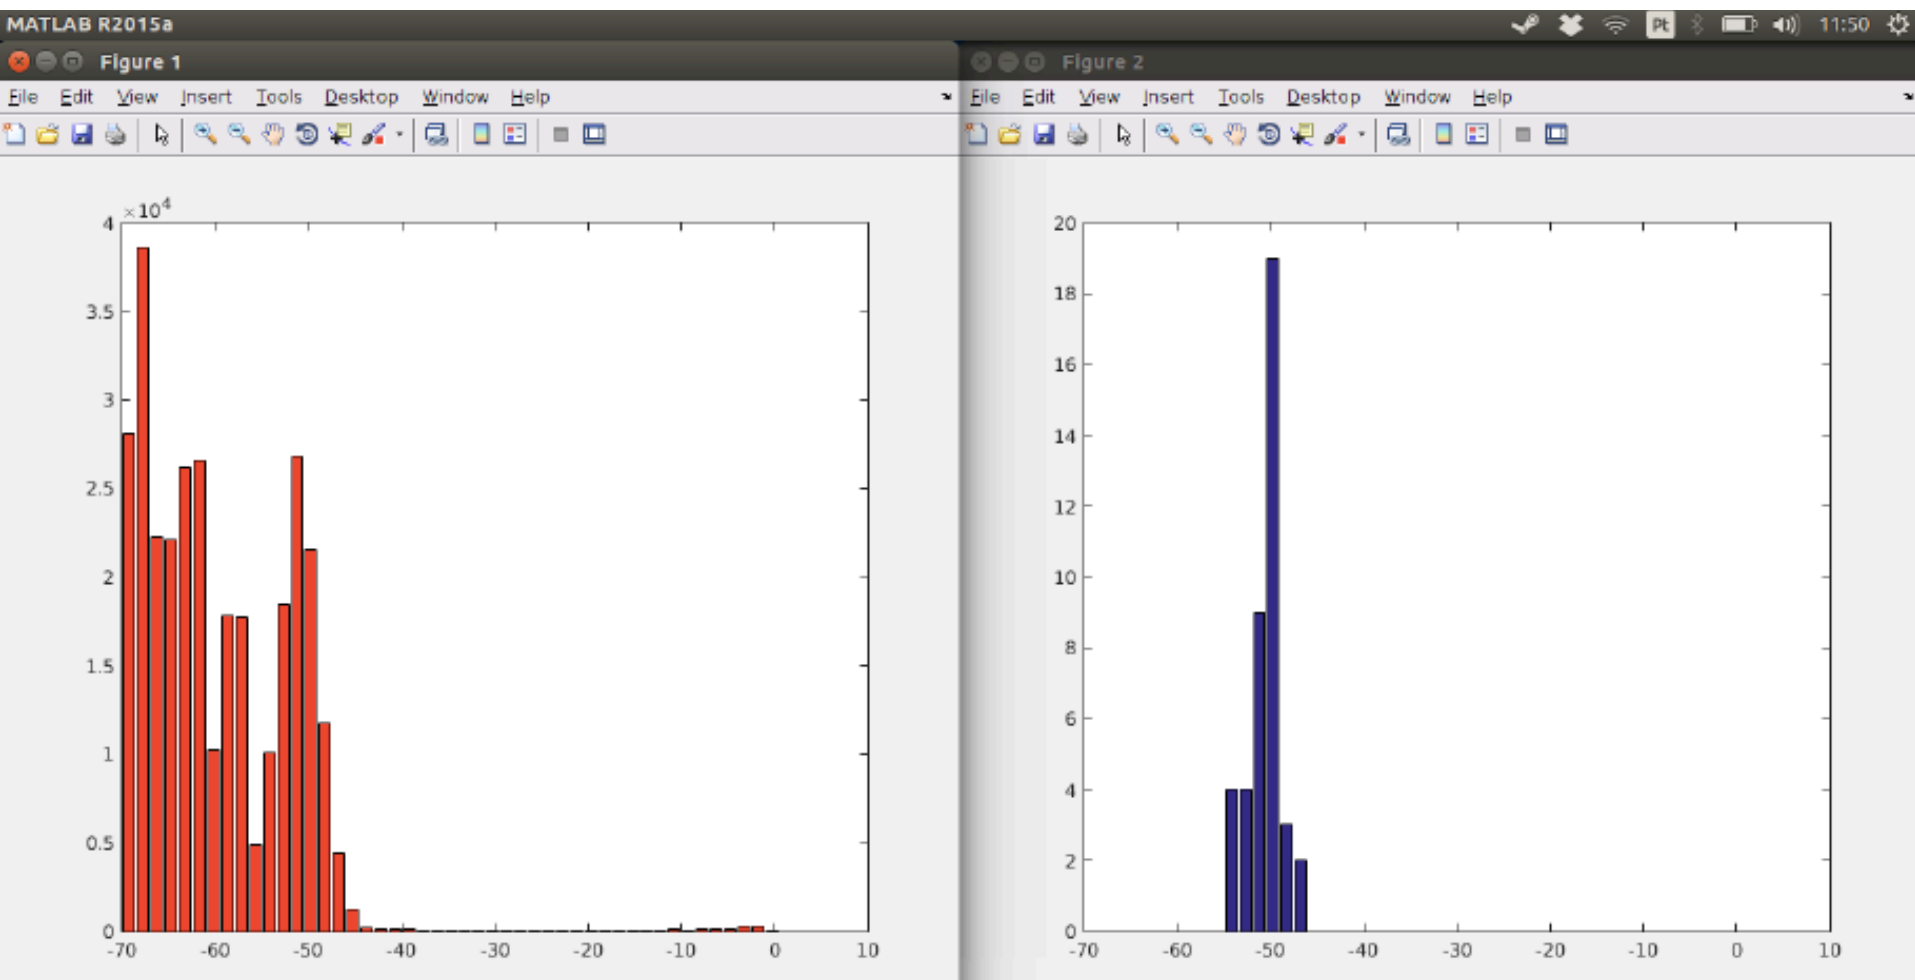 MATLAB R2015a
Pt
11:50
Figure 1
File Edit View Insert Tools Desktop Window Help
×10⁴
4
3.5
3
2.5
2
1.5
1
0.5
0
-70 -60 -50 -40 -30 -20 -10 0 10
Figure 2
File Edit View Insert Tools Desktop Window Help
20
18
16
14
12
10
8
6
4
2
0
-70 -60 -50 -40 -30 -20 -10 0 10